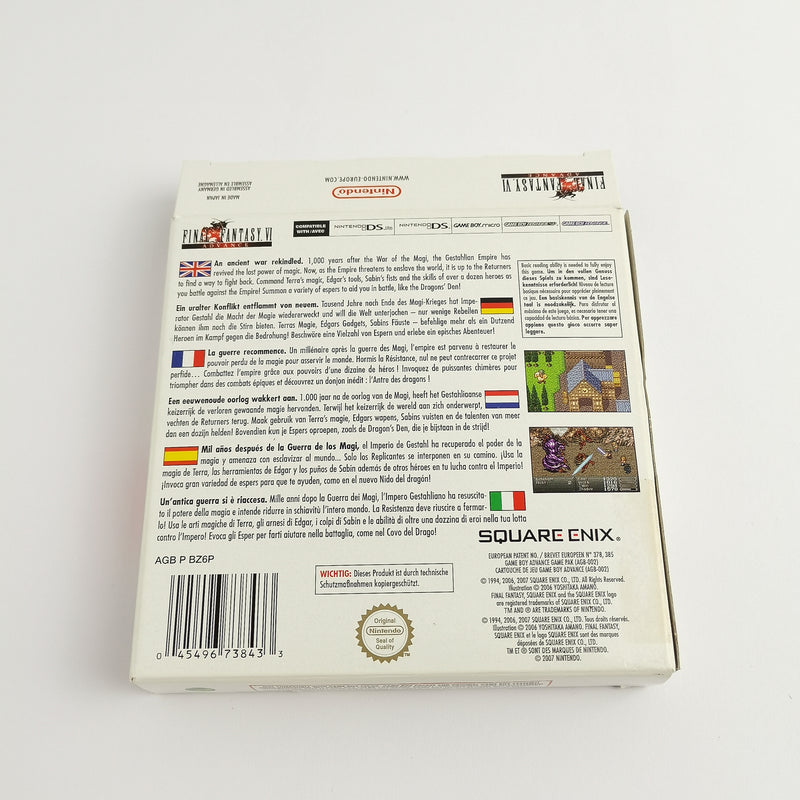 MADE IN JAPAN
ASSEMBLED IN GERMANY
ASSEMBLÉ EN ALLEMAGNE
WWW.NINTENDO-EUROPE.COM
Nintendo
FINAL FANTASY VI
ADVANCE
FINAL FANTASY VI
ADVANCE
COMPATIBLE
WITH/AVEC
NINTENDO DS Lite
NINTENDO DS
GAME BOY micro
GAME BOY ADVANCE SP
GAME BOY ADVANCE
An ancient war rekindled. 1,000 years after the War of the Magi, the Gestahlian Empire has
revived the lost power of magic. Now, as the Empire threatens to enslave the world, it is up to the Returners
to find a way to fight back. Command Terra's magic, Edgar's tools, Sabin's fists and the skills of over a dozen heroes as
you battle against the Empire! Summon a variety of espers to aid you in battle, like the Dragons' Den!
Ein uralter Konflikt entflammt von neuem. Tausend Jahre nach Ende des Magi-Krieges hat Impe-
rator Gestahl die Macht der Magie wiedererweckt und will die Welt unterjochen – nur wenige Rebellen
können ihm noch die Stirn bieten. Terras Magie, Edgars Gadgets, Sabins Fäuste – befehlige mehr als ein Dutzend
Heroen im Kampf gegen die Bedrohung! Beschwöre eine Vielzahl von Espern und erlebe ein episches Abenteuer!
La guerre recommence. Un millénaire après la guerre des Magi, l'empire est parvenu à restaurer le
pouvoir perdu de la magie pour asservir le monde. Hormis la Résistance, nul ne peut contrecarrer ce projet
perfide... Combattez l'empire grâce aux pouvoirs d'une dizaine de héros ! Invoquez de puissantes chimères pour
triompher dans des combats épiques et découvrez un donjon inédit : l'Antre des dragons !
Een eeuwenoude oorlog wakkert aan. 1.000 jaar na de oorlog van de Magi, heeft het Gestahliaanse
keizerrijk de verloren gewaande magie hervonden. Terwijl het keizerrijk de wereld aan zich onderwerpt,
vechten de Returners terug. Maak gebruik van Terra's magie, Edgars wapens, Sabins vuisten en de talenten van meer
dan een dozijn helden! Bovendien kun je Espers oproepen, zoals de Dragon's Den, die je bijstaan in de strijd!
Mil años después de la Guerra de los Magi, el Imperio de Gestahl ha recuperado el poder de la
magia y amenaza con esclavizar al mundo... Solo los Replicantes se interponen en su camino. ¡Usa la
magia de Terra, las herramientas de Edgar y los puños de Sabin además de otros héroes en tu lucha contra el Imperio!
¡Invoca gran variedad de espers para que te ayuden, como en el nuevo Nido del dragón!
Un'antica guerra si è riaccesa. Mille anni dopo la Guerra dei Magi, l'Impero Gestahliano ha resuscita-
to il potere della magia e intende ridurre in schiavitù l'intero mondo. La Resistenza deve riuscire a fermar-
lo! Usa le arti magiche di Terra, gli arnesi di Edgar, i colpi di Sabin e le abilità di oltre una dozzina di eroi nella tua lotta
contro l'Impero! Evoca gli Esper per farti aiutare nella battaglia, come nel Covo del Drago!
Basic reading ability is needed to fully enjoy
this game. Um in den vollen Genuss
dieses Spiels zu kommen, sind Lese-
kenntnisse erforderlich! Niveau de lecture
basique nécessaire pour apprécier pleinement
ce jeu. Een basiskennis van de Engelse
taal is noodzakelijk. Para disfrutar al
máximo de este juego, es necesario tener una
capacidad de lectura básica. Per apprezzare
appieno questo gioco occorre saper
leggere.
SQUARE ENIX®
EUROPEAN PATENT NO. / BREVET EUROPEEN N° 378, 385
GAME BOY ADVANCE GAME PAK (AGB-002)
CARTOUCHE DE JEU GAME BOY ADVANCE (AGB-002)
© 1994, 2006, 2007 SQUARE ENIX CO., LTD. All Rights Reserved.
Illustration © 2006 YOSHITAKA AMANO.
FINAL FANTASY, SQUARE ENIX and the SQUARE ENIX logo
are registered trademarks of SQUARE ENIX CO., LTD.
TM AND ® ARE TRADEMARKS OF NINTENDO.
© 1994, 2006, 2007 SQUARE ENIX CO., LTD. Tous droits réservés.
Illustration © 2006 YOSHITAKA AMANO. FINAL FANTASY,
SQUARE ENIX et le logo SQUARE ENIX sont des marques
déposées de SQUARE ENIX CO., LTD.
TM ET ® SONT DES MARQUES DE NINTENDO.
© 2007 NINTENDO.
AGB P BZ6P
0 45496 73843 3
WICHTIG: Dieses Produkt ist durch technische
Schutzmaßnahmen kopiergeschützt.
Original
Nintendo
Seal of
Quality
TM